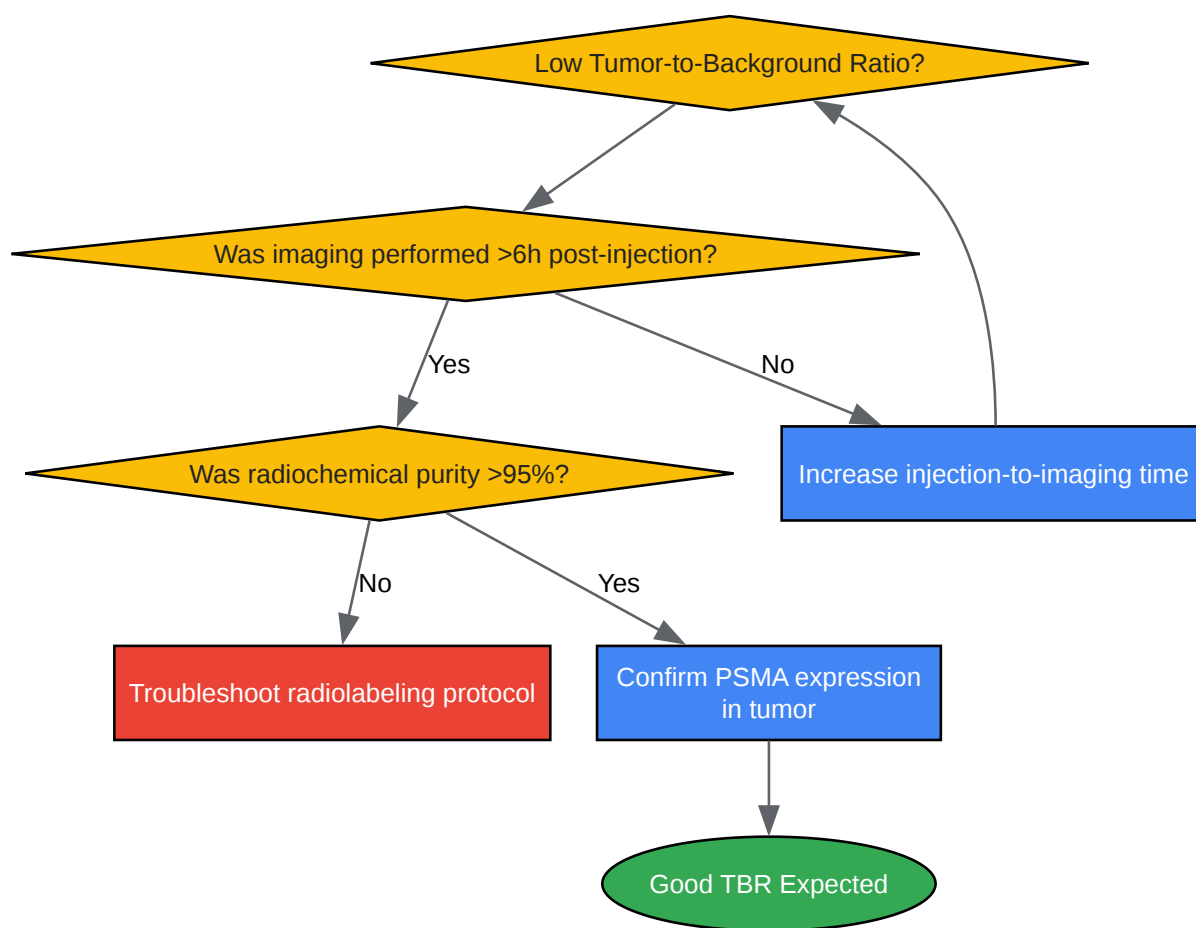 Low Tumor-to-Background Ratio?
Was imaging performed >6h post-injection?
Yes
No
Was radiochemical purity >95%?
Increase injection-to-imaging time
No
Yes
Troubleshoot radiolabeling protocol
Confirm PSMA expression
in tumor
Good TBR Expected